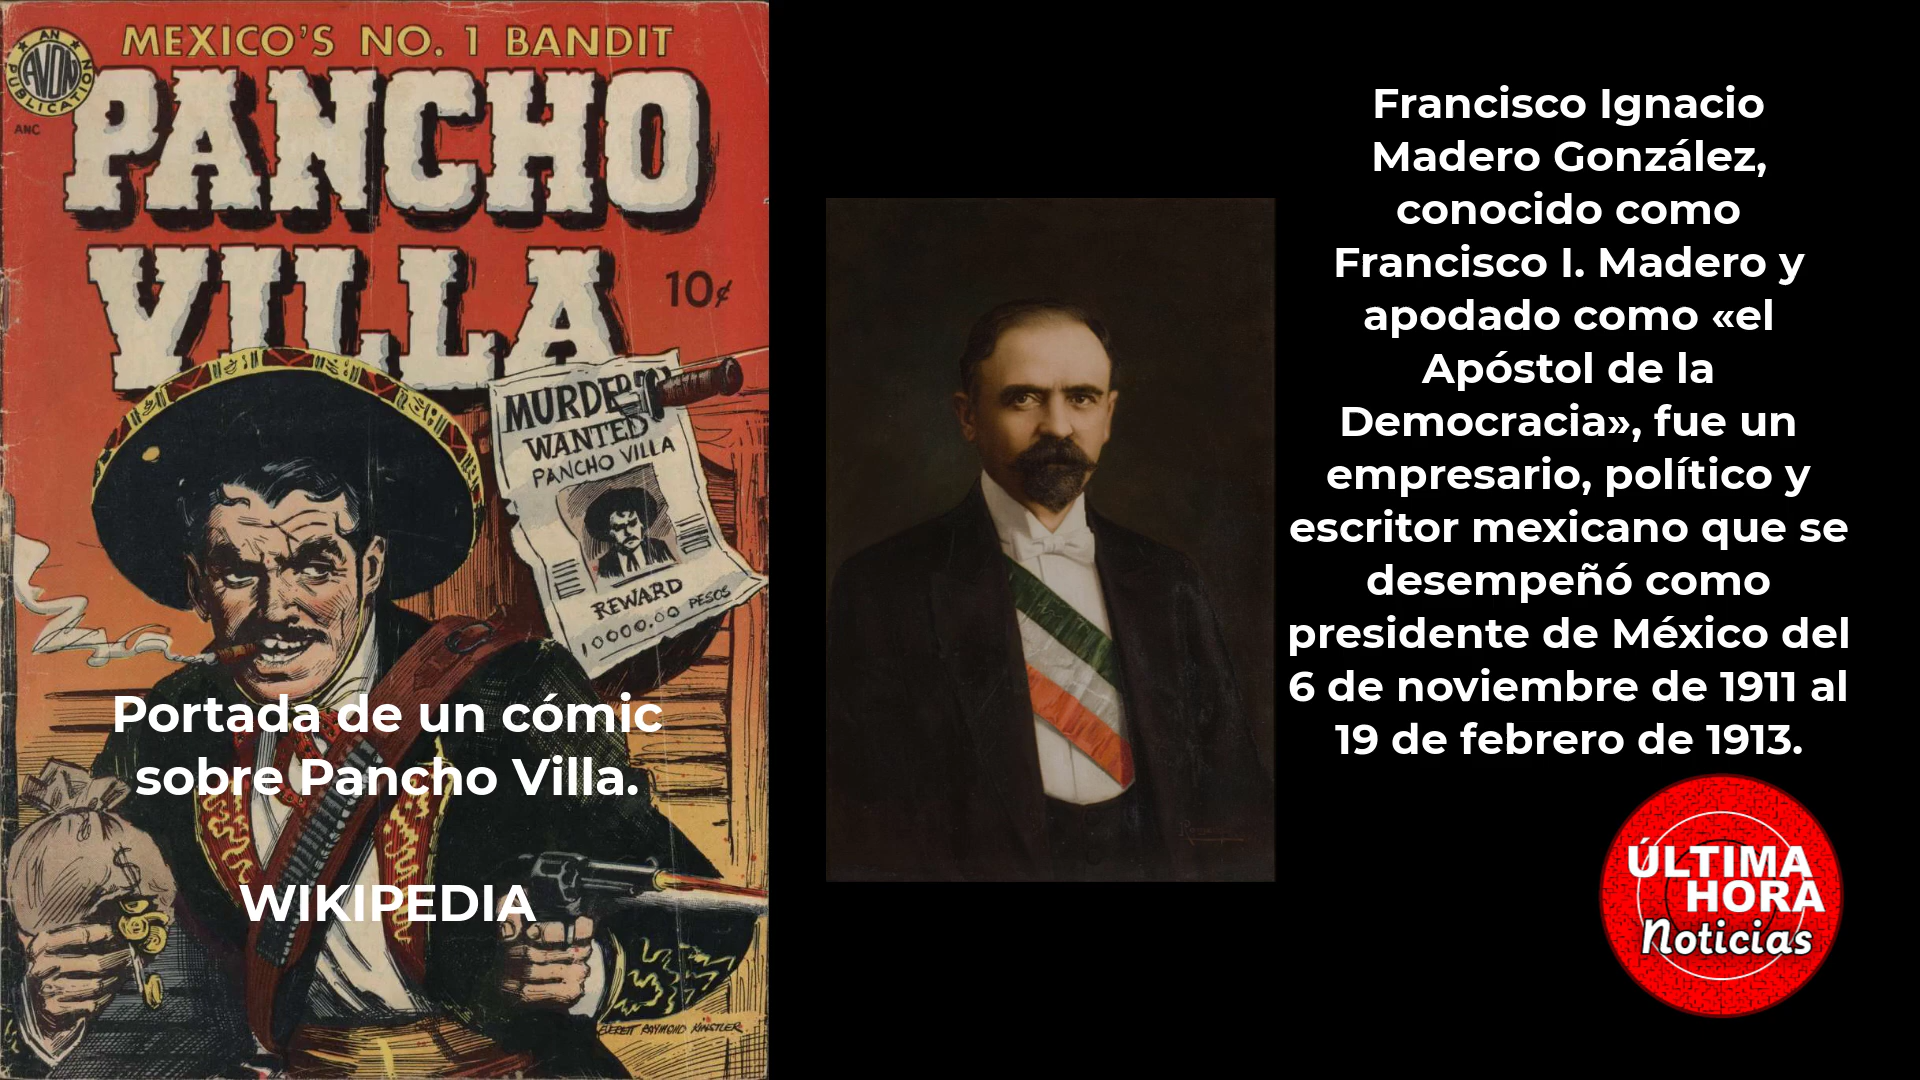 MEXICO'S NO. 1 BANDIT
AN
AVON
PUBLICATION
ANC
PANCHO
VILLA
10¢
MURDER
WANTED
PANCHO VILLA
REWARD
10000.00 PESOS
Portada de un cómic
sobre Pancho Villa.
$
WIKIPEDIA
EVERETT RAYMOND KINSTLER
Francisco Ignacio
Madero González,
conocido como
Francisco I. Madero y
apodado como «el
Apóstol de la
Democracia», fue un
empresario, político y
escritor mexicano que se
desempeñó como
presidente de México del
6 de noviembre de 1911 al
19 de febrero de 1913.
ÚLTIMA
HORA
Noticias